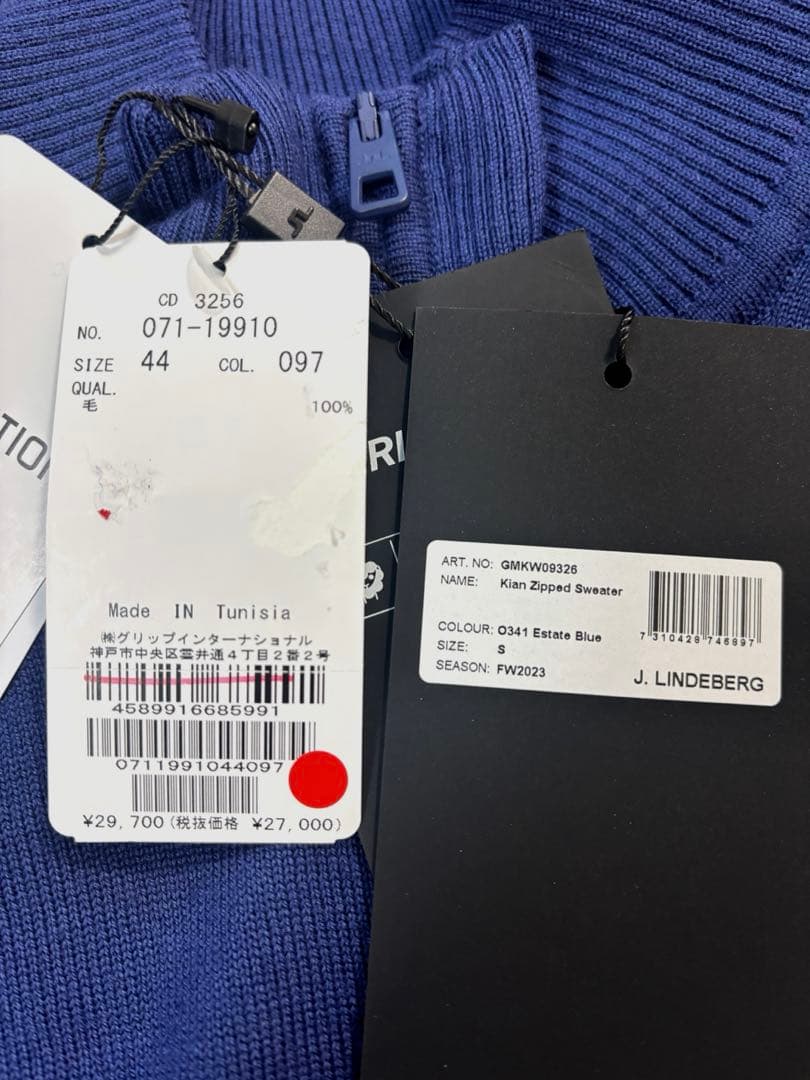 CD 3256
NO. 071-19910
SIZE 44 COL. 097
QUAL.
毛 100%
Made IN Tunisia
㈱グリップインターナショナル
神戸市中央区雲井通4丁目2番2号
4589916685991
0711991044097
¥29,700(税抜価格 ¥27,000)
TION
RI
ART. NO: GMKW09326
NAME: Kian Zipped Sweater
COLOUR: O341 Estate Blue
SIZE: S
SEASON: FW2023
7310428746897
J. LINDEBERG